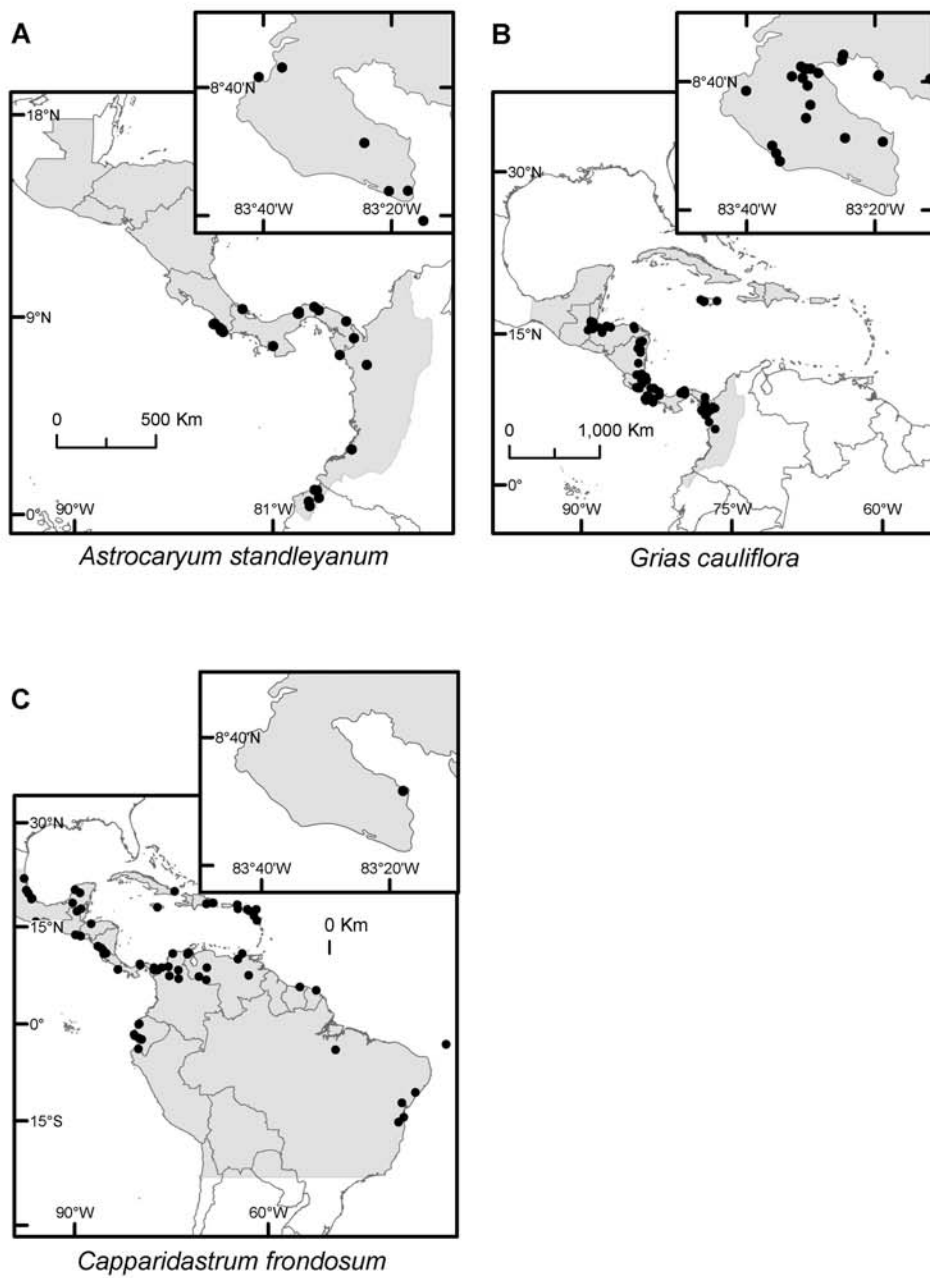 A
8°40'N
83°40'W
83°20'W
18°N
9°N
0°
0
500 Km
90°W
81°W
Astrocaryum standleyanum
B
8°40'N
83°40'W
83°20'W
30°N
15°N
0°
0
1,000 Km
90°W
75°W
60°W
Grias cauliflora
C
8°40'N
83°40'W
83°20'W
30°N
15°N
0°
15°S
0 Km
90°W
60°W
Capparidastrum frondosum